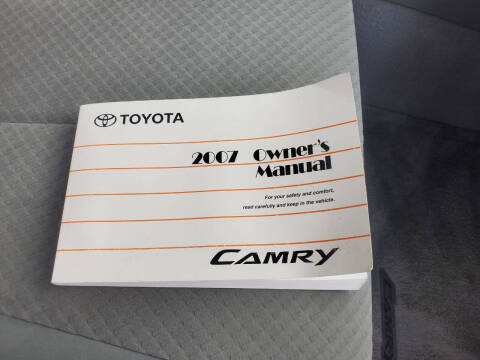 TOYOTA
2007 Owner's
Manual
For your safety and comfort,
read carefully and keep in the vehicle.
CAMRY